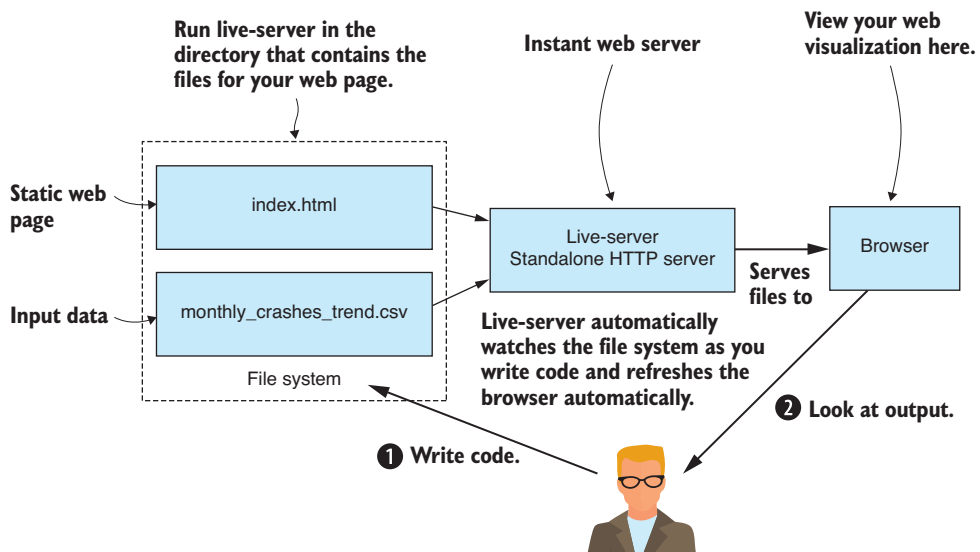 Run live-server in the
directory that contains the
files for your web page.
Instant web server
View your web
visualization here.
Static web
page
index.html
Input data
monthly_crashes_trend.csv
File system
Live-server
Standalone HTTP server
Serves
files to
Browser
Live-server automatically
watches the file system as you
write code and refreshes the
browser automatically.
1 Write code.
2 Look at output.